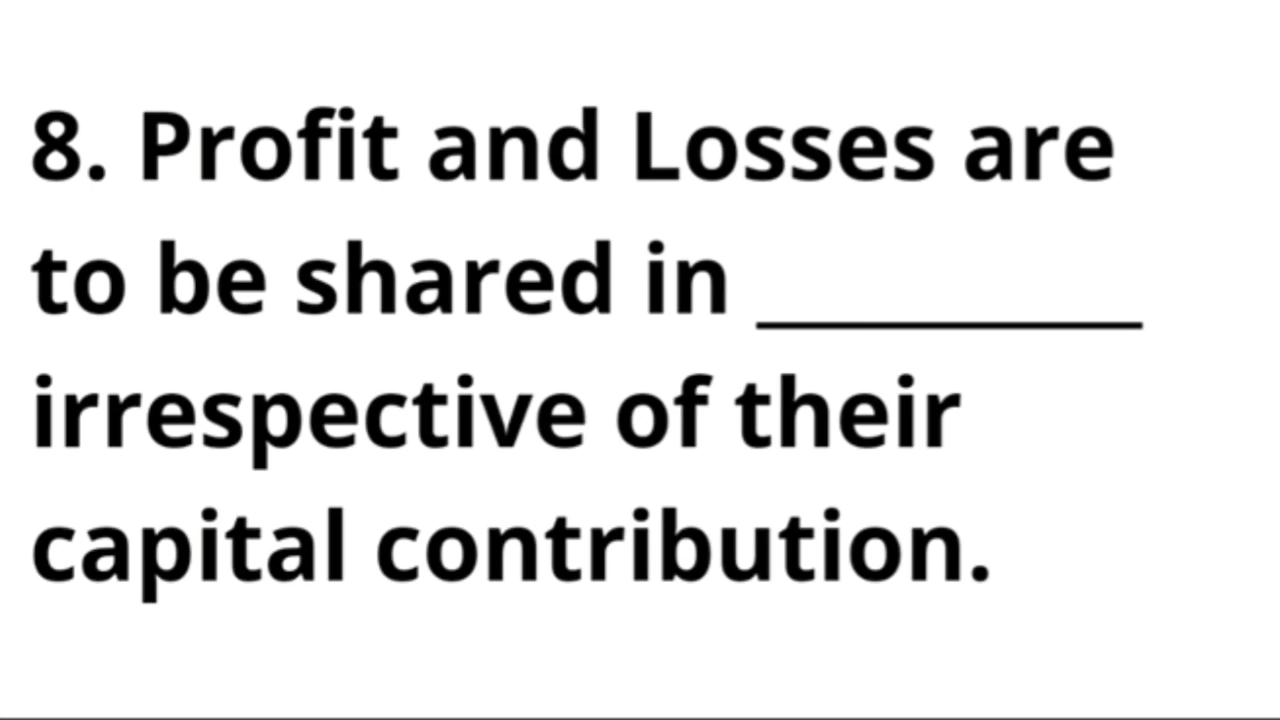 8. Profit and Losses are
to be shared in __________
irrespective of their
capital contribution.